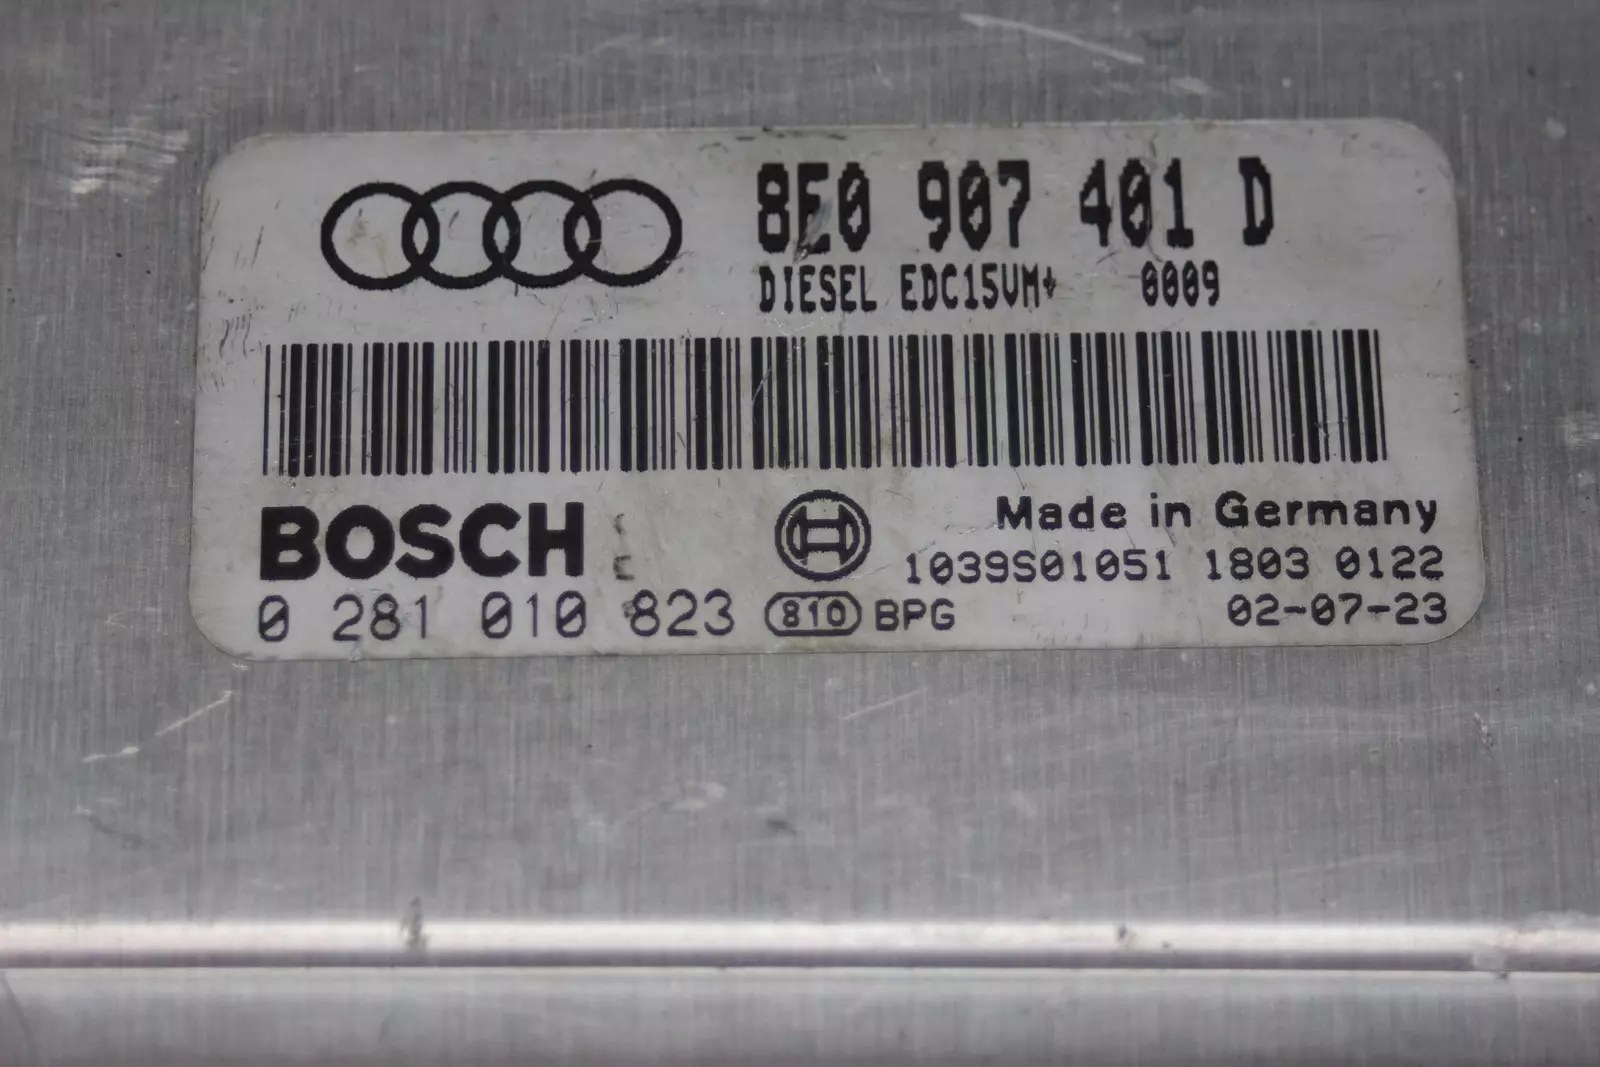 8E0 907 401 D
DIESEL EDC15VM+ 0009
BOSCH
Made in Germany
1039S01051 1803 0122
0 281 010 823 810 BPG 02-07-23